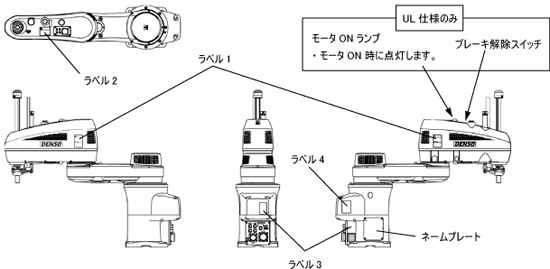 UL 仕様のみ
モータ ON ランプ
・モータ ON 時に点灯します。
ブレーキ解除スイッチ
ラベル 1
ラベル 2
DENSO
DENSO
ラベル 4
ネームプレート
ラベル 3